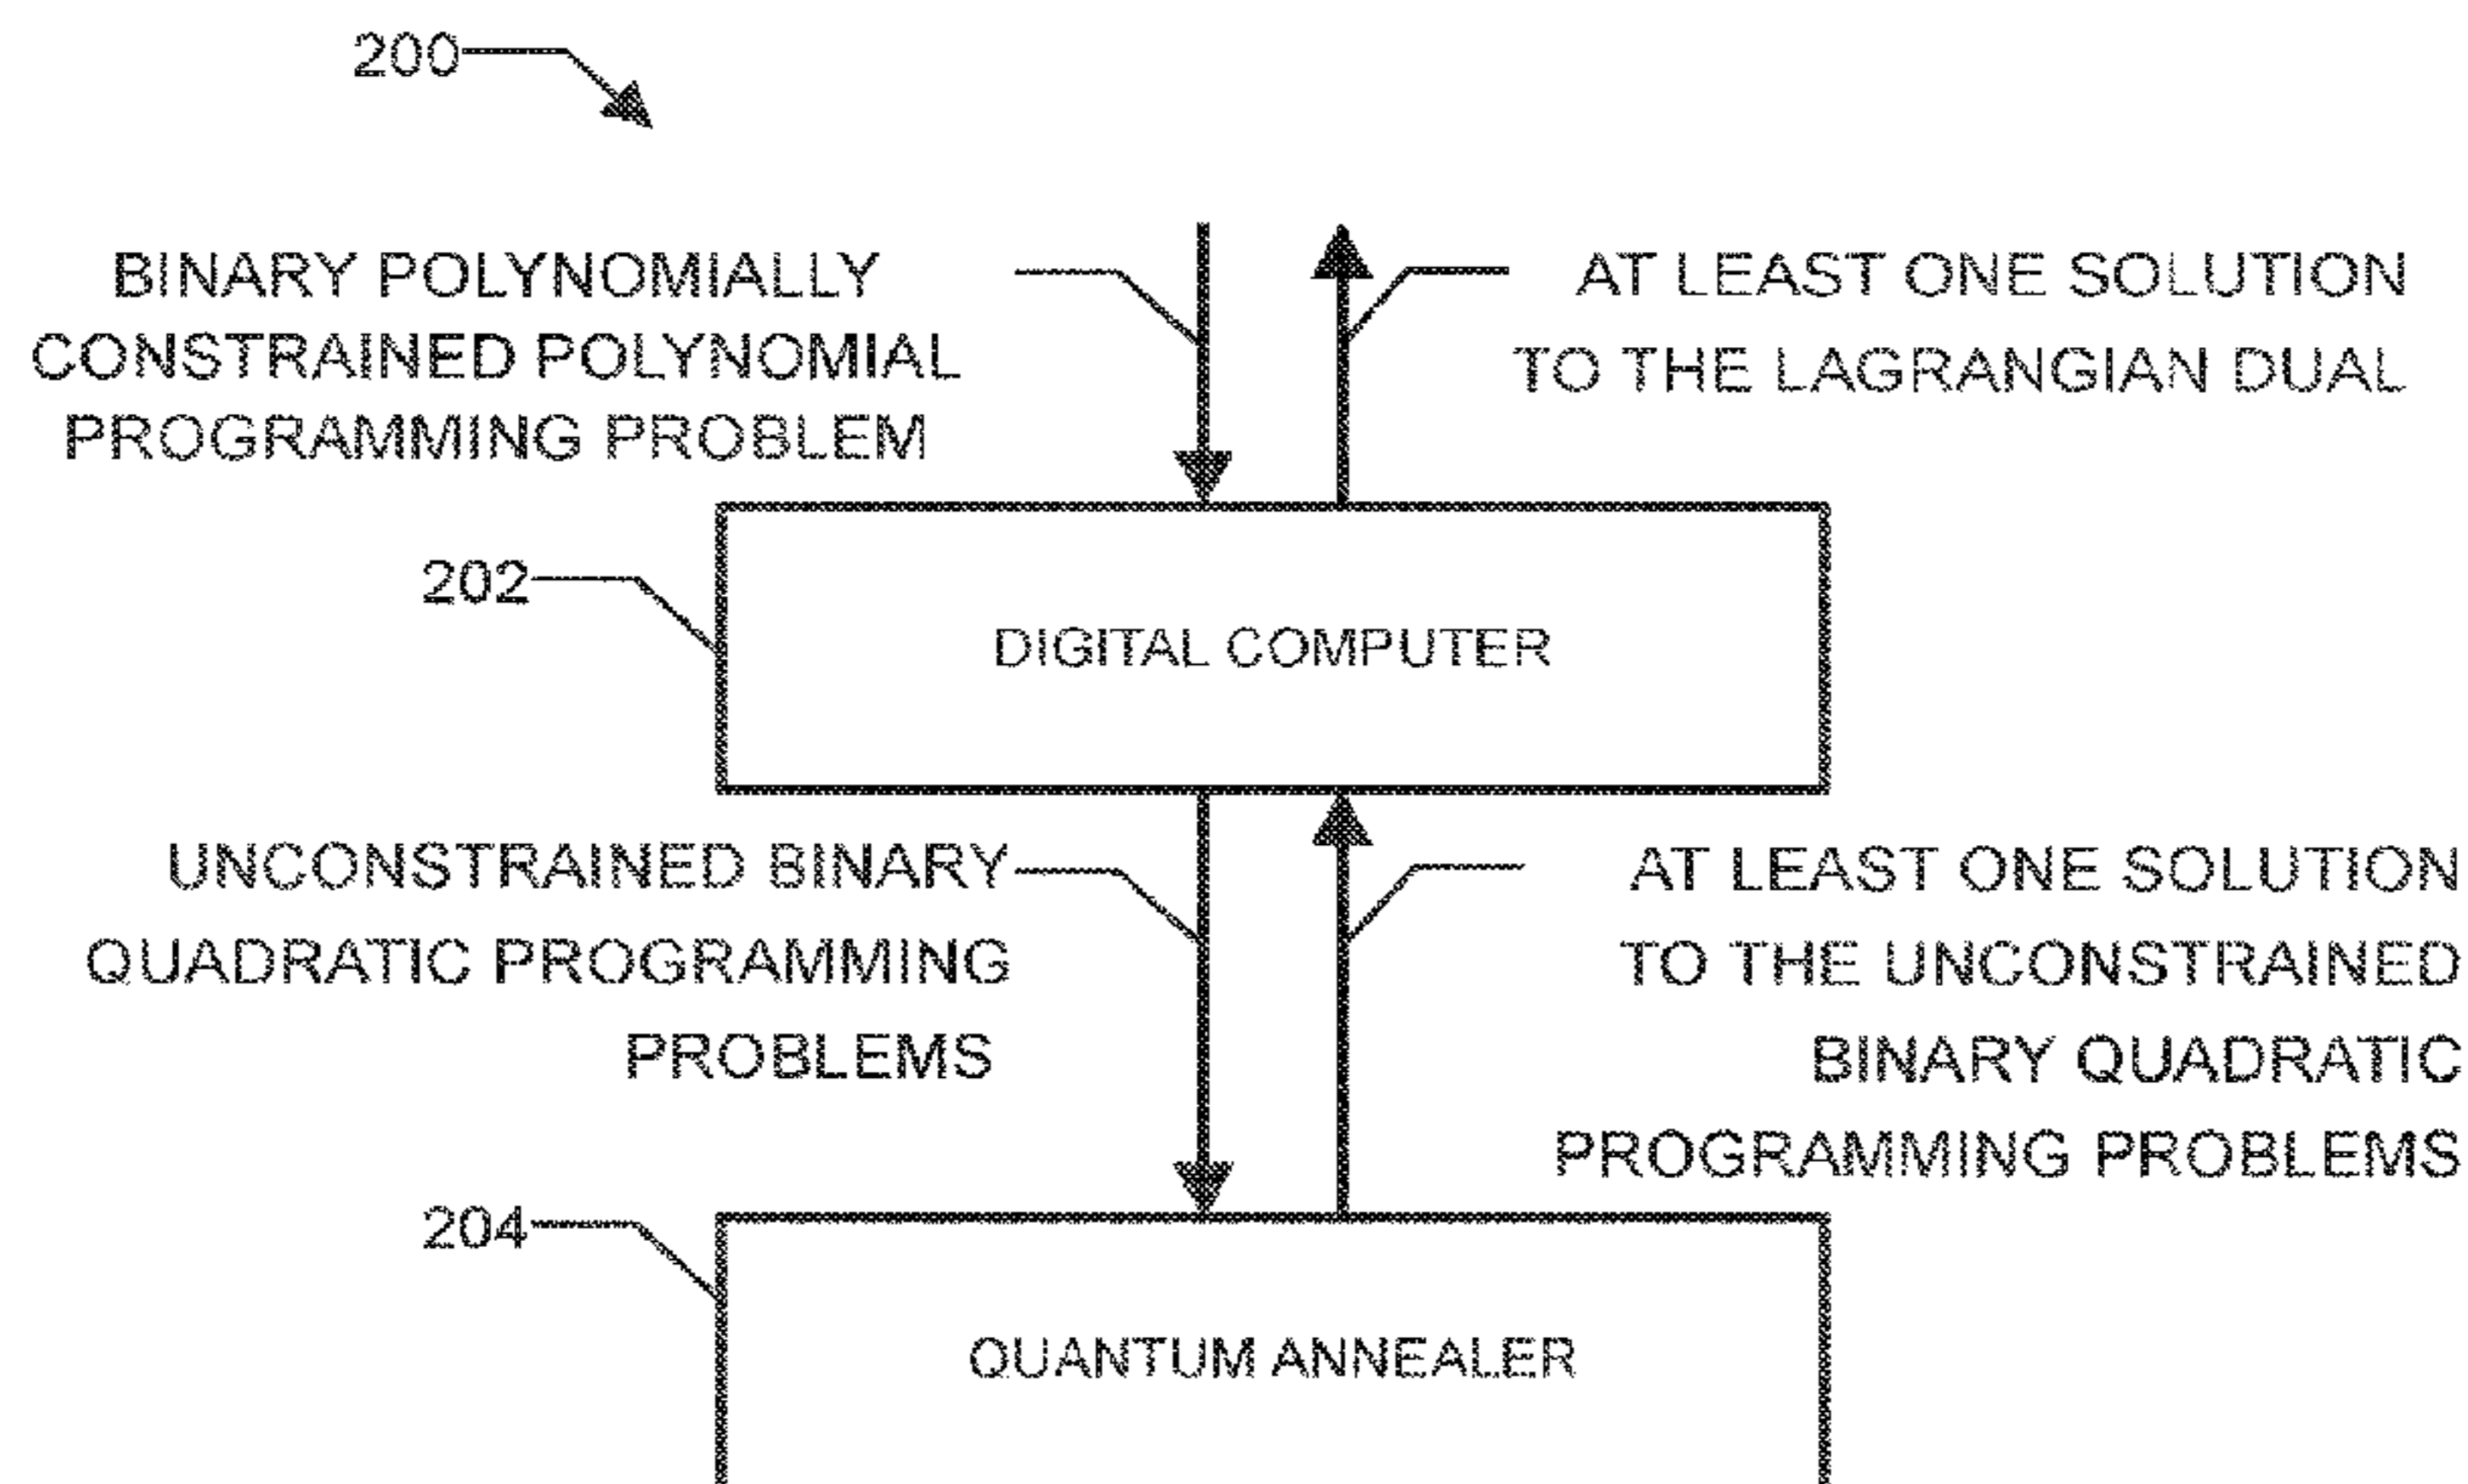 200
BINARY POLYNOMIALLY
CONSTRAINED POLYNOMIAL
PROGRAMMING PROBLEM
AT LEAST ONE SOLUTION
TO THE LAGRANGIAN DUAL
202
DIGITAL COMPUTER
UNCONSTRAINED BINARY
QUADRATIC PROGRAMMING
PROBLEMS
AT LEAST ONE SOLUTION
TO THE UNCONSTRAINED
BINARY QUADRATIC
PROGRAMMING PROBLEMS
204
QUANTUM ANNEALER